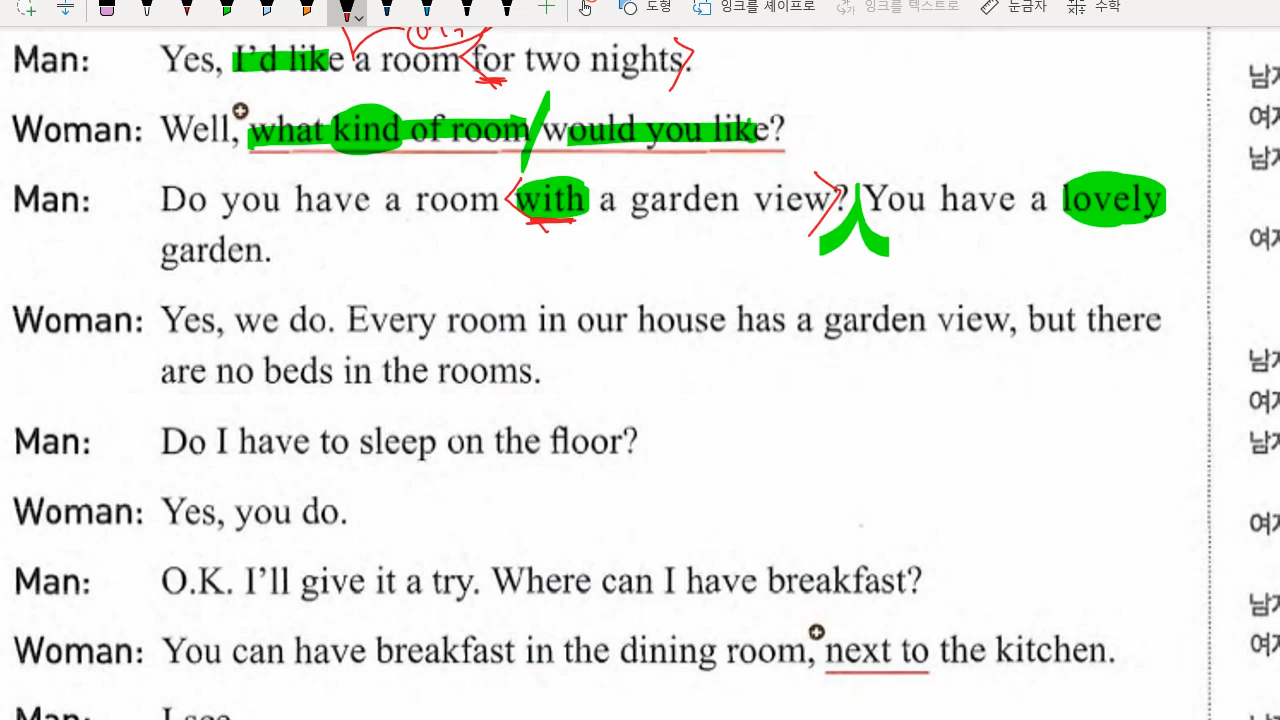 도형 잉크를 셰이프로 잉크를 텍스트로 눈금자 수학
Man: Yes, I'd like a room for two nights.
Woman: Well, what kind of room would you like?
Man: Do you have a room with a garden view? You have a lovely
garden.
Woman: Yes, we do. Every room in our house has a garden view, but there
are no beds in the rooms.
Man: Do I have to sleep on the floor?
Woman: Yes, you do.
Man: O.K. I'll give it a try. Where can I have breakfast?
Woman: You can have breakfast in the dining room, next to the kitchen.
Man: I see